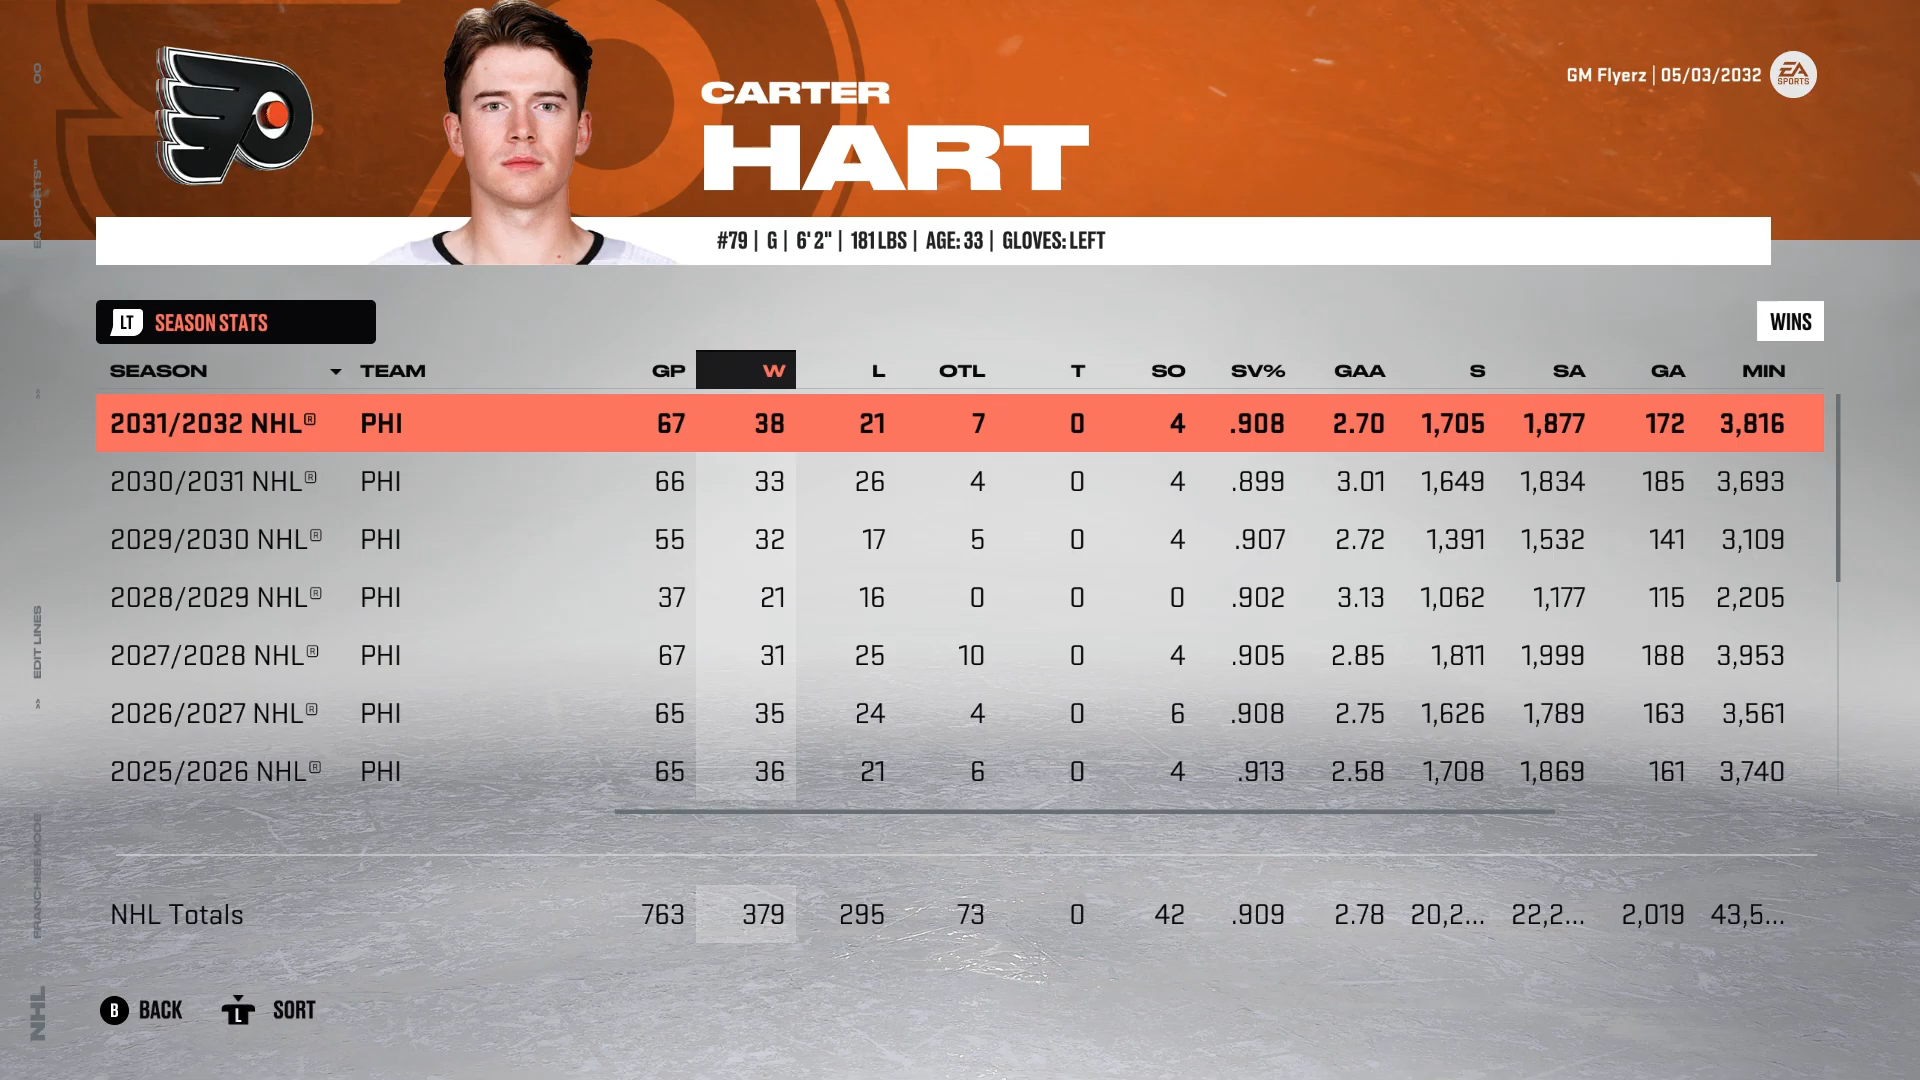 CARTER
HART
GM Flyerz | 05/03/2032
EA SPORTS
#79 | G | 6' 2" | 181 LBS | AGE: 33 | GLOVES: LEFT
LT SEASON STATS
WINS
SEASON TEAM GP W L OTL T SO SV% GAA S SA GA MIN
2031/2032 NHL® PHI 67 38 21 7 0 4 .908 2.70 1,705 1,877 172 3,816
2030/2031 NHL® PHI 66 33 26 4 0 4 .899 3.01 1,649 1,834 185 3,693
2029/2030 NHL® PHI 55 32 17 5 0 4 .907 2.72 1,391 1,532 141 3,109
2028/2029 NHL® PHI 37 21 16 0 0 0 .902 3.13 1,062 1,177 115 2,205
2027/2028 NHL® PHI 67 31 25 10 0 4 .905 2.85 1,811 1,999 188 3,953
2026/2027 NHL® PHI 65 35 24 4 0 6 .908 2.75 1,626 1,789 163 3,561
2025/2026 NHL® PHI 65 36 21 6 0 4 .913 2.58 1,708 1,869 161 3,740
NHL Totals 763 379 295 73 0 42 .909 2.78 20,2... 22,2... 2,019 43,5...
B BACK L SORT
NHL FRANCHISE MODE >> EDIT LINES >> EA SPORTS™